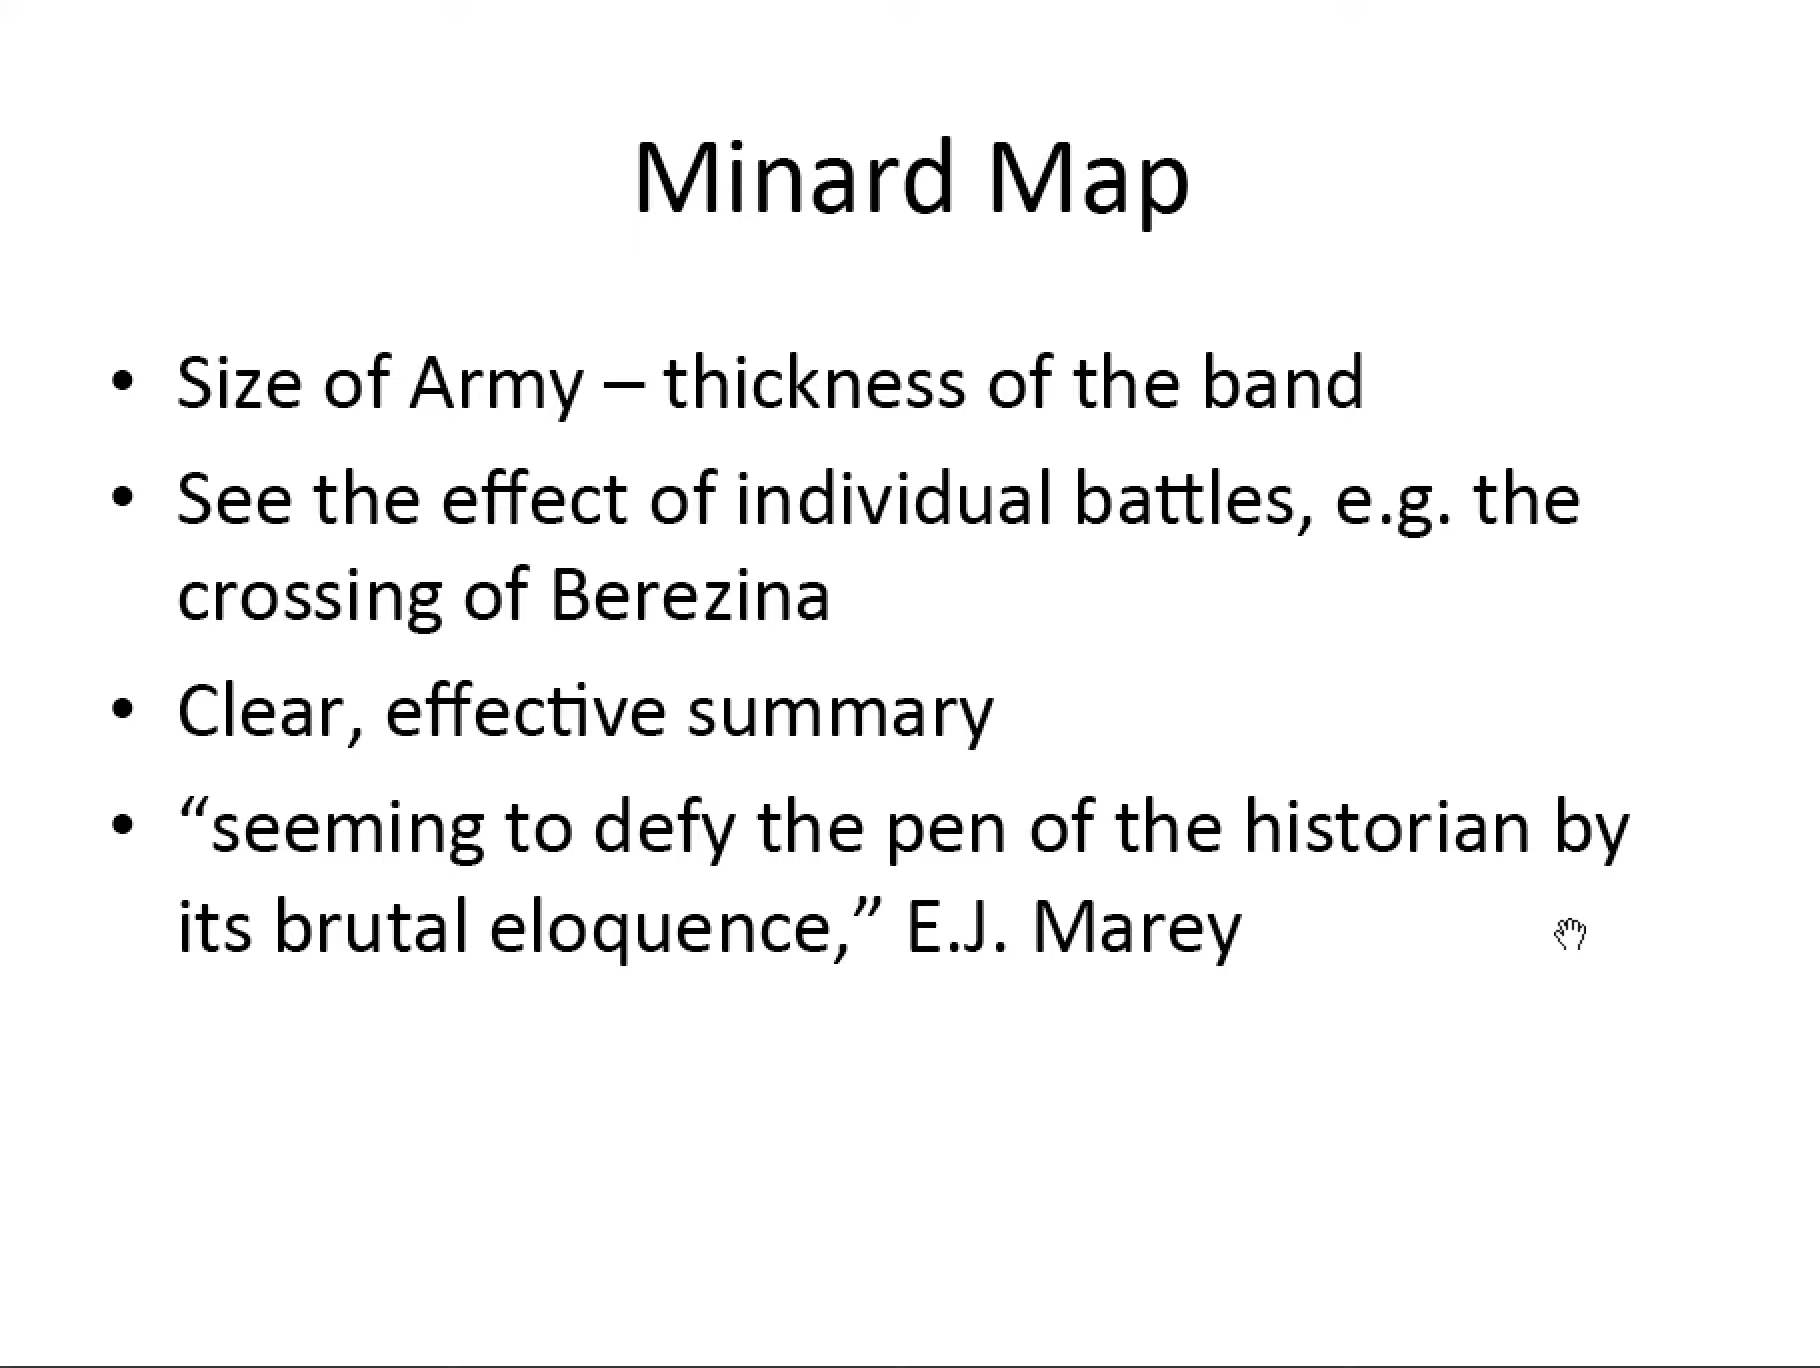 Minard Map
• Size of Army – thickness of the band
• See the effect of individual battles, e.g. the
crossing of Berezina
• Clear, effective summary
• “seeming to defy the pen of the historian by
its brutal eloquence,” E.J. Marey